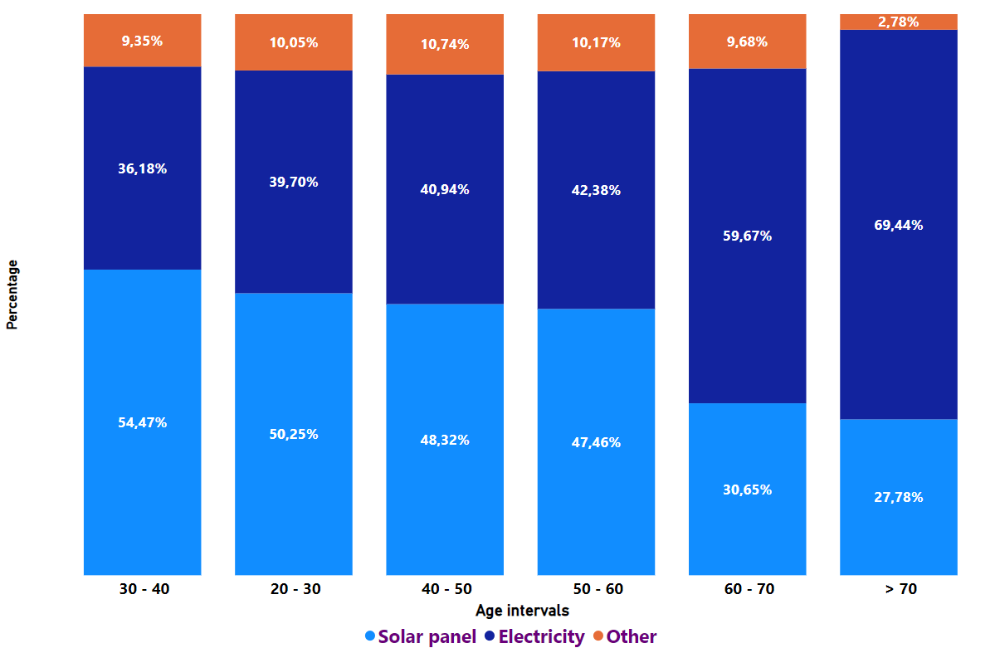 9,35%
10,05%
10,74%
10,17%
9,68%
2,78%
36,18%
39,70%
40,94%
42,38%
59,67%
69,44%
54,47%
50,25%
48,32%
47,46%
30,65%
27,78%
Percentage
30 - 40
20 - 30
40 - 50
50 - 60
60 - 70
> 70
Age intervals
Solar panel Electricity Other